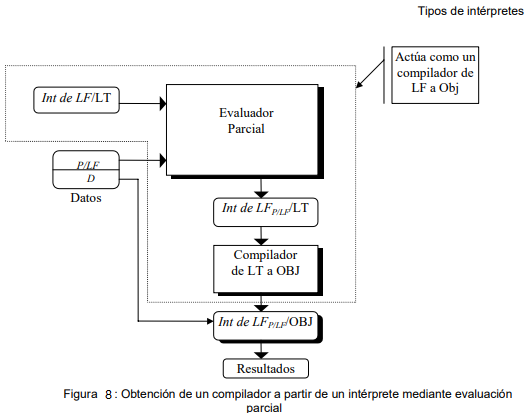 Tipos de intérpretes
Actúa como un
compilador de
LF a Obj
Int de LF/LT
Evaluador
Parcial
P/LF
D
Datos
Int de LFP/LF/LT
Compilador
de LT a OBJ
Int de LFP/LF/OBJ
Resultados
Figura 8: Obtención de un compilador a partir de un intérprete mediante evaluación
parcial